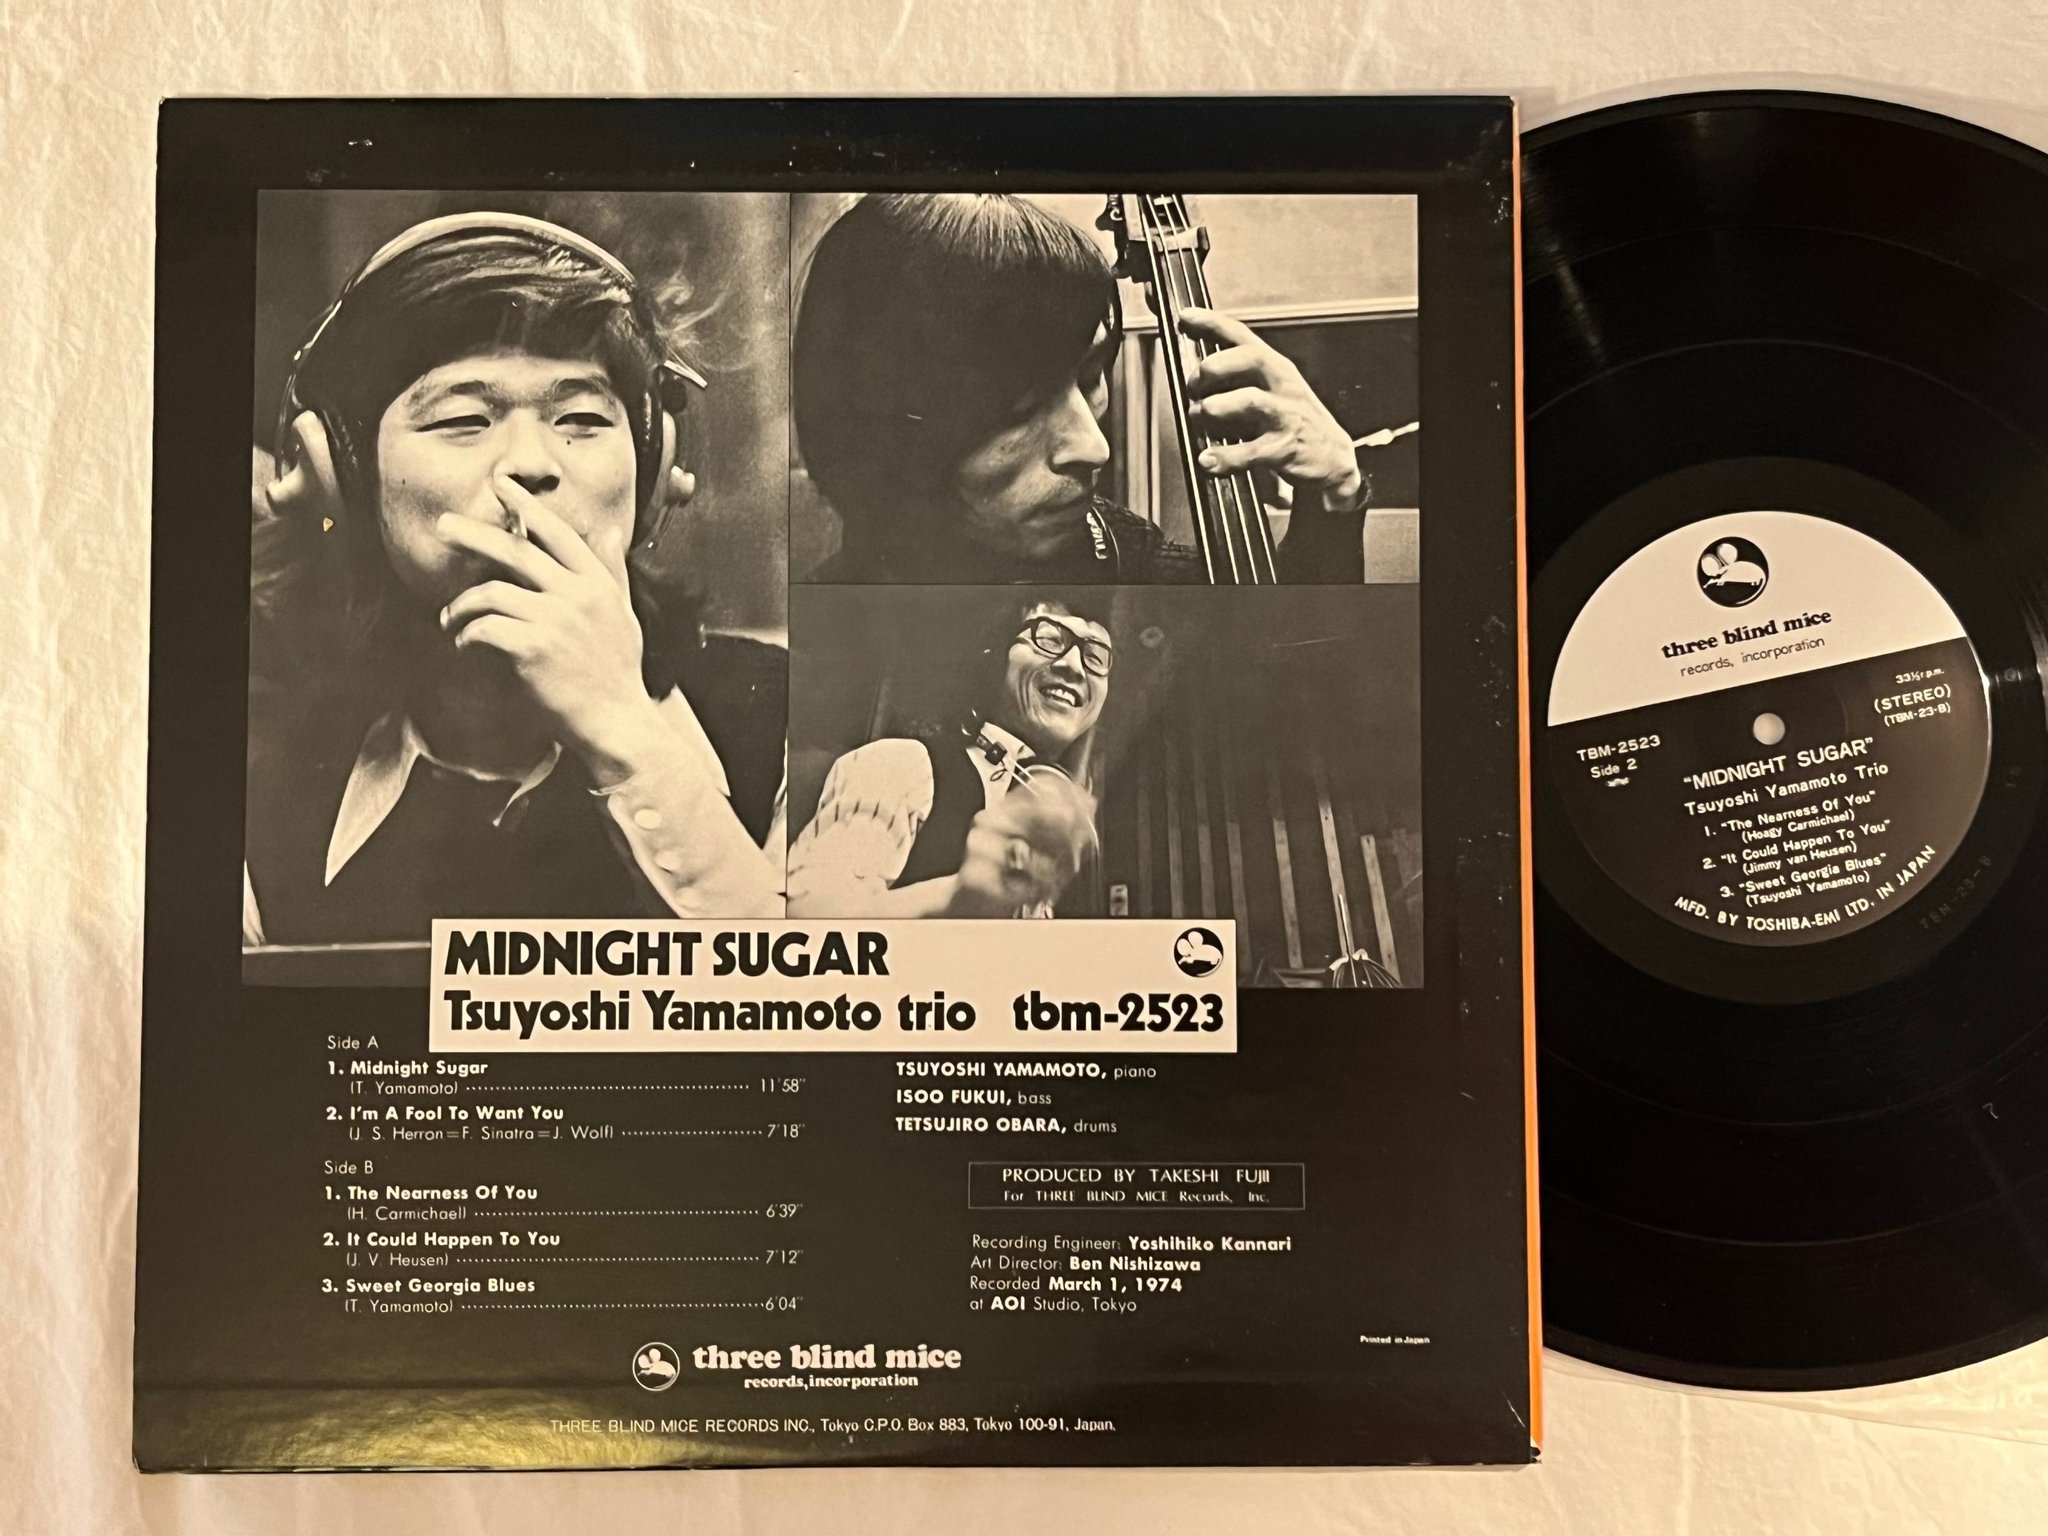 MIDNIGHT SUGAR
Tsuyoshi Yamamoto trio tbm-2523
Side A
1. Midnight Sugar
(T. Yamamoto) 11'58"
2. I'm A Fool To Want You
(J. S. Herron=F. Sinatra=J. Wolf) 7'18"
Side B
1. The Nearness Of You
(H. Carmichael) 6'39"
2. It Could Happen To You
(J. V. Heusen) 7'12"
3. Sweet Georgia Blues
(T. Yamamoto) 6'04"
TSUYOSHI YAMAMOTO, piano
ISOO FUKUI, bass
TETSUJIRO OBARA, drums
PRODUCED BY TAKESHI FUJII
For THREE BLIND MICE Records, Inc.
Recording Engineer: Yoshihiko Kannari
Art Director: Ben Nishizawa
Recorded March 1, 1974
at AOI Studio, Tokyo
Printed in Japan
three blind mice
records, incorporation
THREE BLIND MICE RECORDS INC., Tokyo C.P.O. Box 883, Tokyo 100-91, Japan.
three blind mice
records, incorporation
33⅓ r.p.m.
(STEREO)
(TBM-23-B)
TBM-2523
Side 2
"MIDNIGHT SUGAR"
Tsuyoshi Yamamoto Trio
1. "The Nearness Of You"
(Hoagy Carmichael)
2. "It Could Happen To You"
(Jimmy van Heusen)
3. "Sweet Georgia Blues"
(Tsuyoshi Yamamoto)
MFD. BY TOSHIBA-EMI LTD. IN JAPAN
TBM-23-B